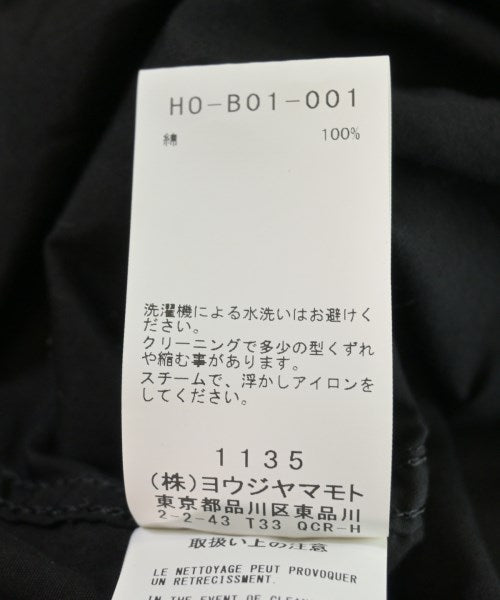 HO-B01-001
綿 100%
洗濯機による水洗いはお避けく
ださい。
クリーニングで多少の型くずれ
や縮む事があります。
スチームで、浮かしアイロンを
してください。
1135
(株)ヨウジヤマモト
東京都品川区東品川
2-2-43 T33 QCR-H
取扱い上の注意
LE NETTOYAGE PEUT PROVOQUER
UN RETRECISSEMENT.
IN THE EVENT OF CLEAN